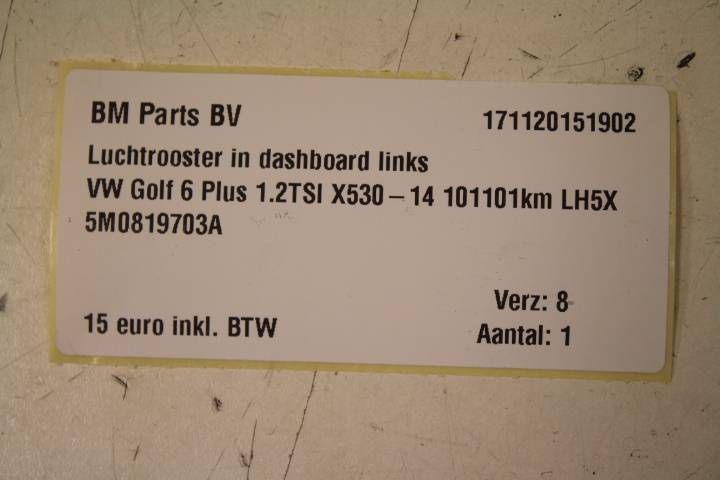 BM Parts BV 171120151902
Luchtrooster in dashboard links
VW Golf 6 Plus 1.2TSI X530 – 14 101101km LH5X
5M0819703A
Verz: 8
15 euro inkl. BTW Aantal: 1